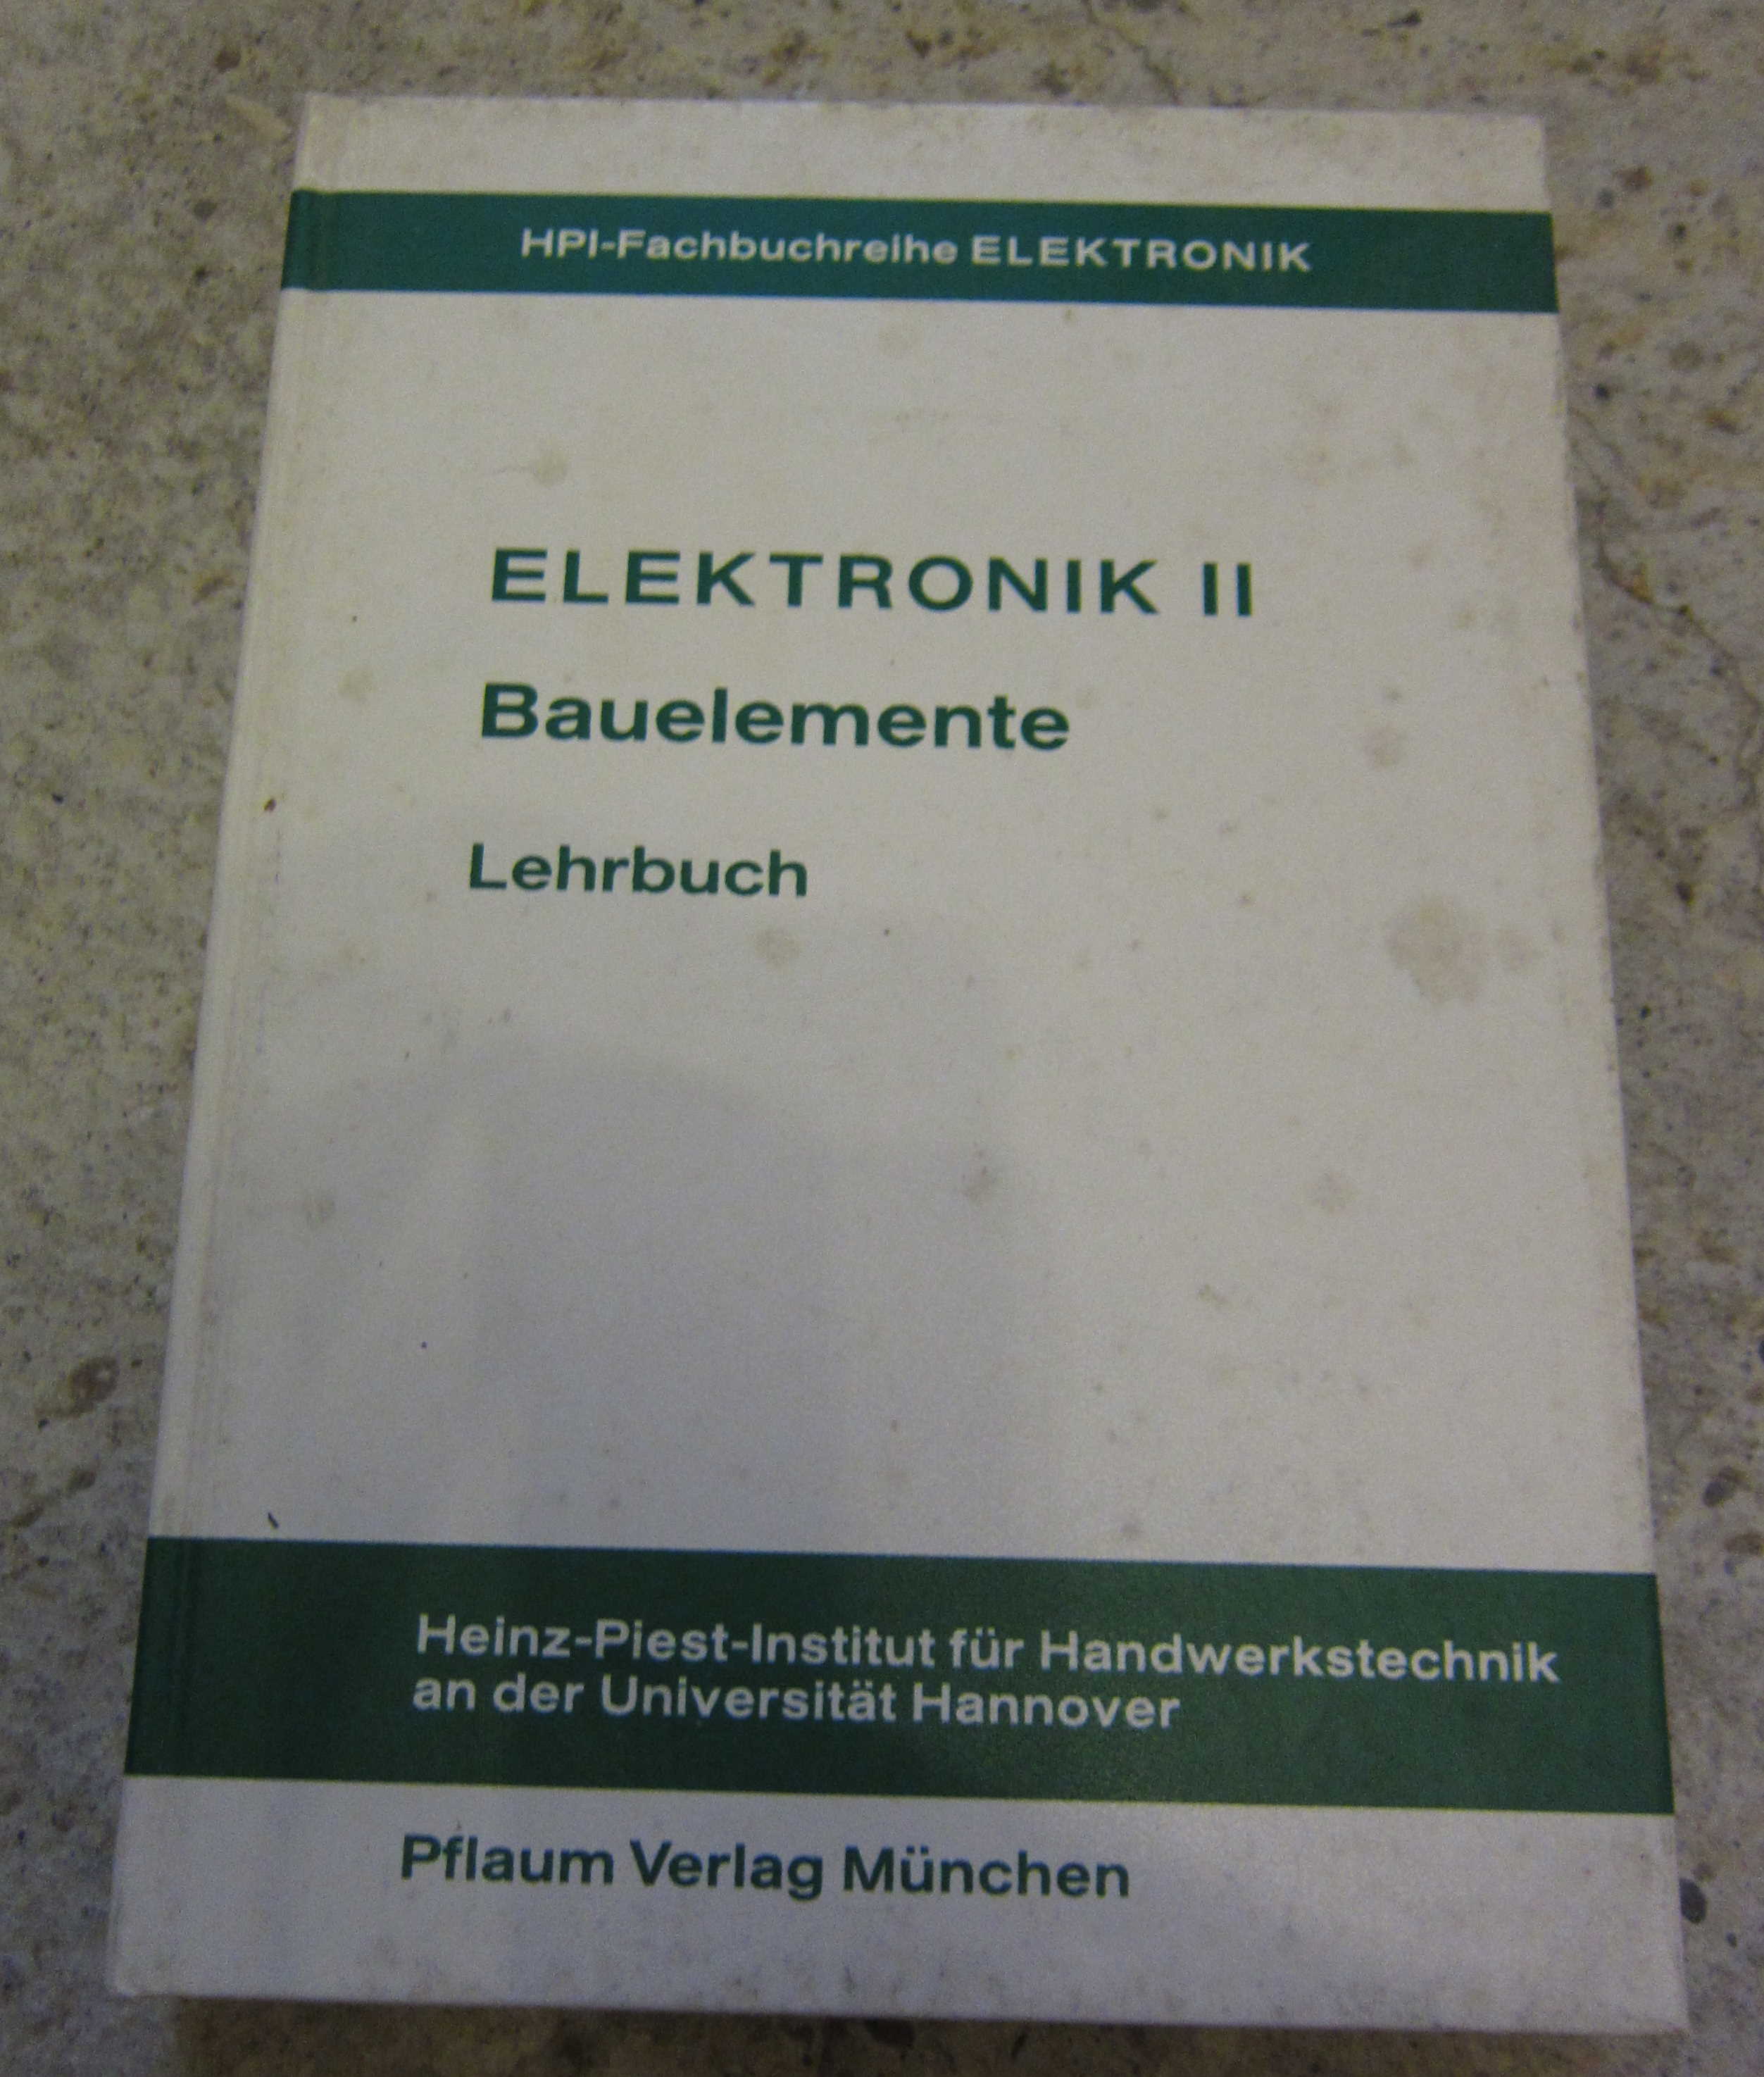 HPI-Fachbuchreihe ELEKTRONIK
ELEKTRONIK II
Bauelemente
Lehrbuch
Heinz-Piest-Institut für Handwerkstechnik
an der Universität Hannover
Pflaum Verlag München